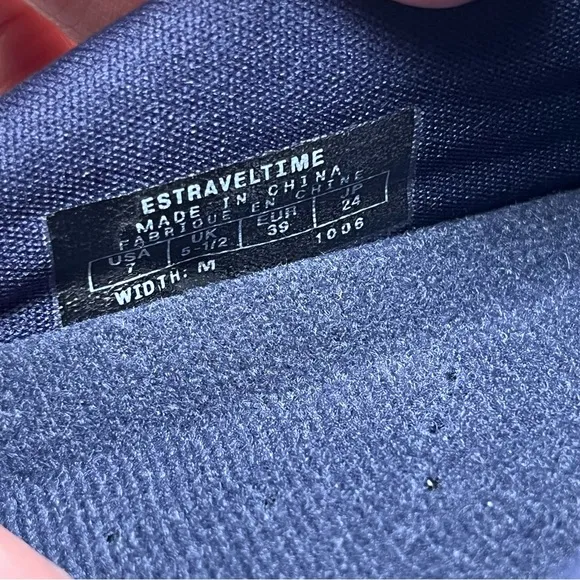 ESTRAVELTIME
MADE IN CHINA
FABRIQUE EN CHINE
USA UK EUR JP
7 5-1/2 39 24
WIDTH: M 1006